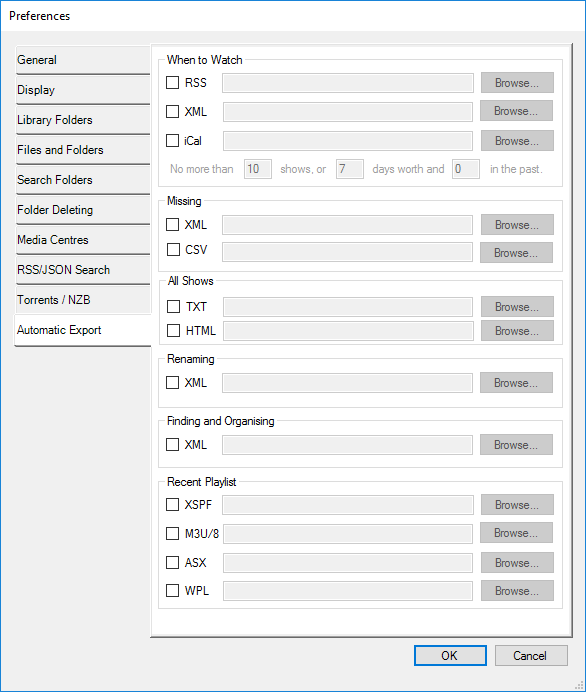 Preferences
General
Display
Library Folders
Files and Folders
Search Folders
Folder Deleting
Media Centres
RSS/JSON Search
Torrents / NZB
Automatic Export
When to Watch
RSS Browse...
XML Browse...
iCal Browse...
No more than 10 shows, or 7 days worth and 0 in the past.
Missing
XML Browse...
CSV Browse...
All Shows
TXT Browse...
HTML Browse...
Renaming
XML Browse...
Finding and Organising
XML Browse...
Recent Playlist
XSPF Browse...
M3U/8 Browse...
ASX Browse...
WPL Browse...
OK Cancel